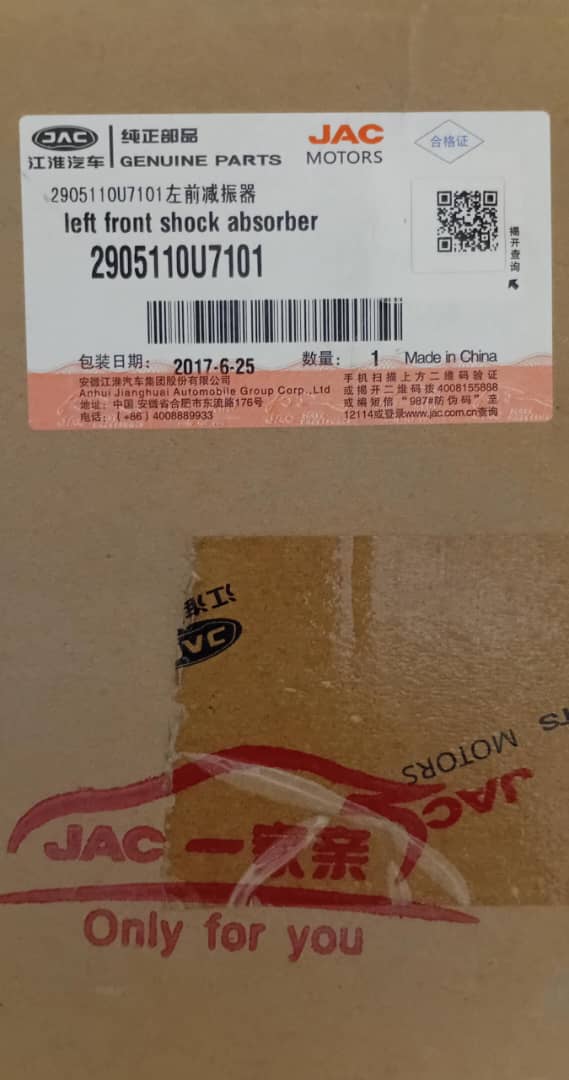 JAC
江淮汽车
纯正部品
GENUINE PARTS
JAC
MOTORS
合格证
2905110U7101左前减振器
left front shock absorber
2905110U7101
揭开查询
包装日期: 2017-6-25 数量: 1 Made in China
安徽江淮汽车集团股份有限公司
Anhui Jianghuai Automobile Group Corp.,Ltd
地址: 中国.安徽省合肥市东流路176号
电话: (+86) 4008889933
手机扫描上方二维码验证
或揭开二维码拨4008155888
或编短信“987#防伪码”至
12114或登录www.jac.com.cn查询
江淮
JAC
TS MOTORS
JAC
MOTORS
JAC 一家亲
Only for you